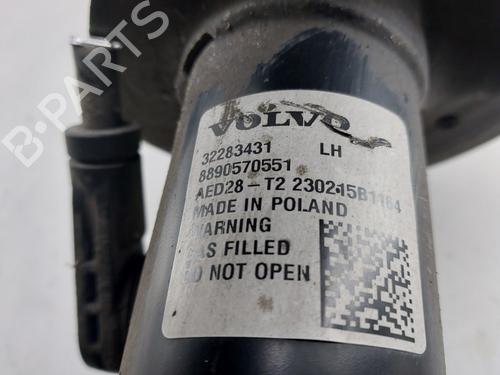 VOLVO
32283431 LH
8890570551
AED28-T2 230215B1164
MADE IN POLAND
WARNING
GAS FILLED
DO NOT OPEN
B-PARTS